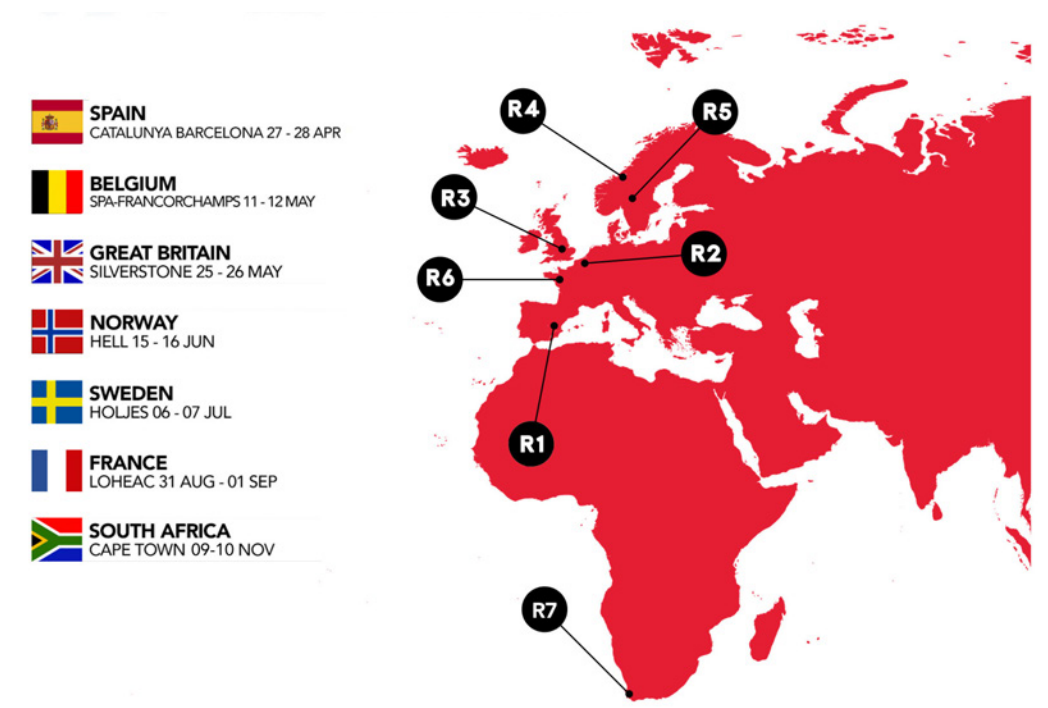 SPAIN
CATALUNYA BARCELONA 27 - 28 APR
BELGIUM
SPA-FRANCORCHAMPS 11 - 12 MAY
GREAT BRITAIN
SILVERSTONE 25 - 26 MAY
NORWAY
HELL 15 - 16 JUN
SWEDEN
HOLJES 06 - 07 JUL
FRANCE
LOHEAC 31 AUG - 01 SEP
SOUTH AFRICA
CAPE TOWN 09-10 NOV
R4
R5
R3
R2
R6
R1
R7